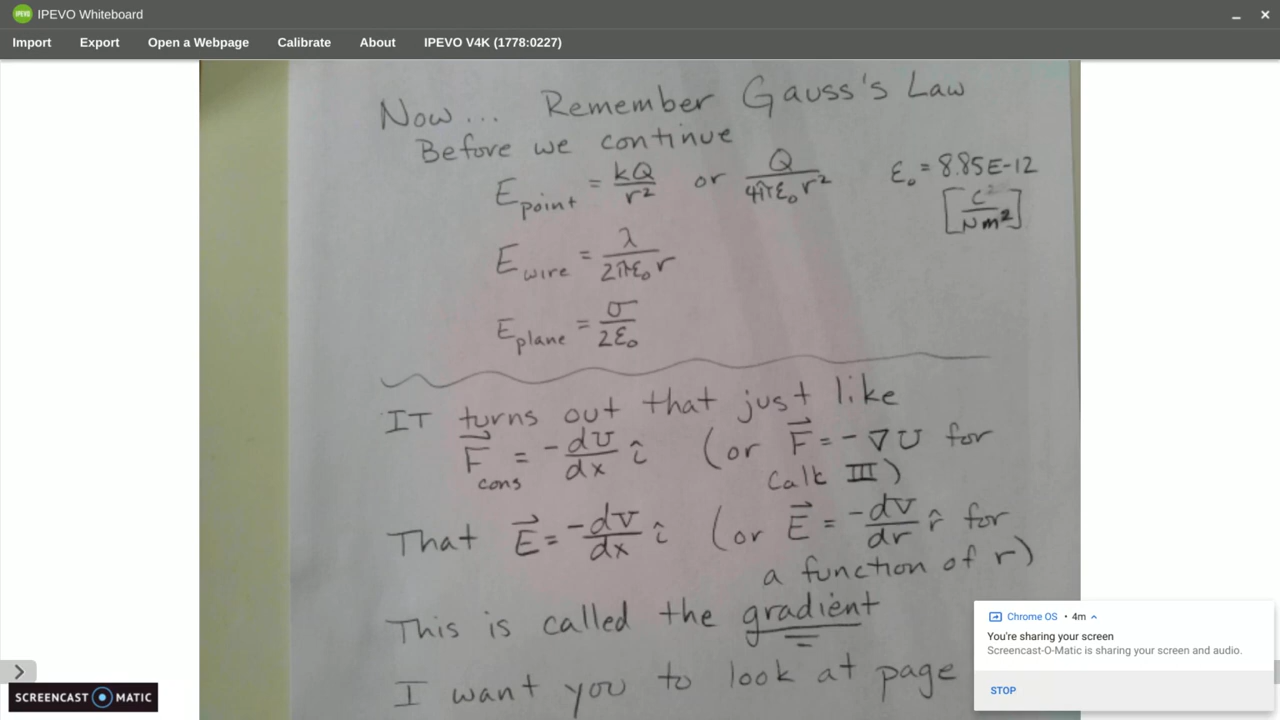 IPEVO Whiteboard
Import Export Open a Webpage Calibrate About IPEVO V4K (1778:0227)
Now... Remember Gauss's Law
Before we continue
E point = kQ/r² or Q/4πε₀r² ε₀ = 8.85E-12
[C²/Nm²]
E wire = λ/2πε₀r
E plane = σ/2ε₀
IT turns out that just like
F⃗ cons = -dU/dx î (or F⃗ = -∇U for
Calc III)
That E⃗ = -dV/dx î (or E⃗ = -dV/dr r̂ for
a function of r)
This is called the gradient
I want you to look at page
Chrome OS • 4m
You're sharing your screen
Screencast-O-Matic is sharing your screen and audio.
STOP
SCREENCAST O MATIC